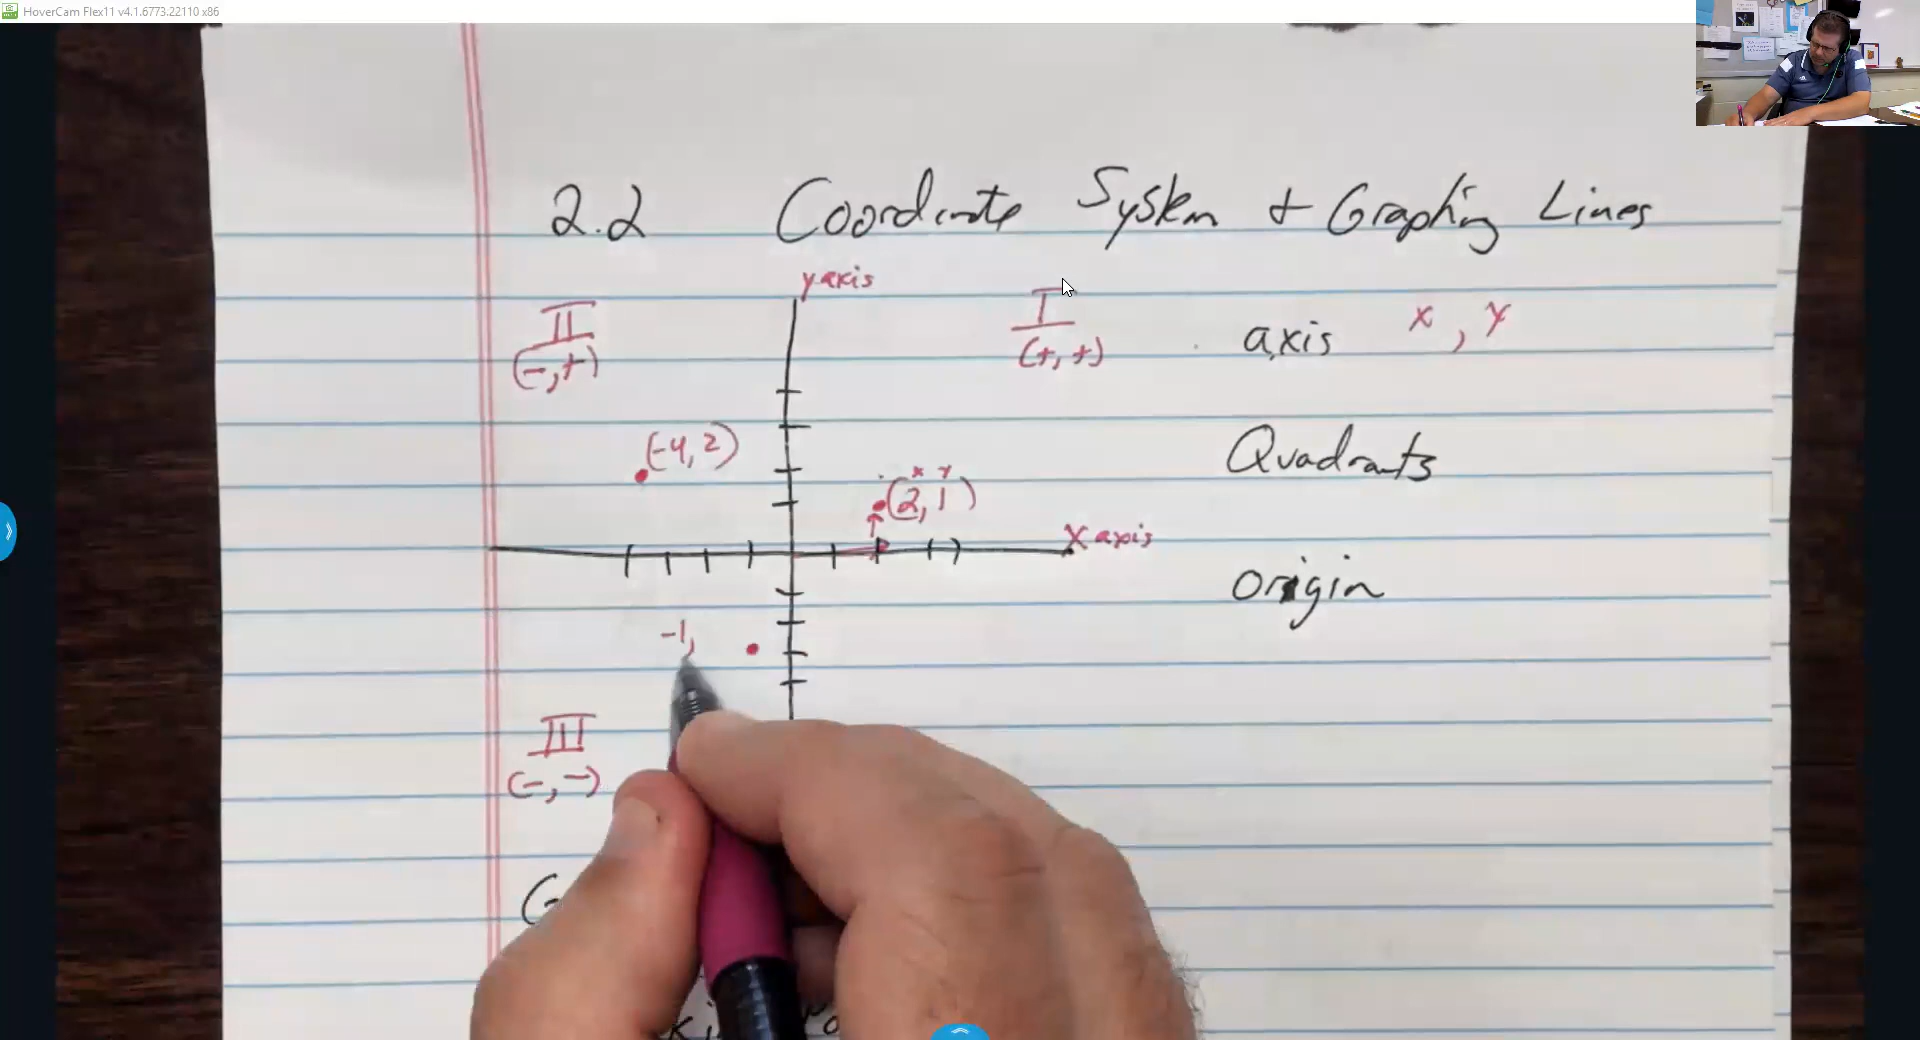 HoverCam Flex11 v4.1.6773.22110 x86
2.2 Coordinate System + Graphing Lines
y axis
II
(-,+)
I
(+,+)
axis x, y
(-4,2)
Quadrants
x y
(2,1)
X axis
Origin
-1,
III
(-,-)
G